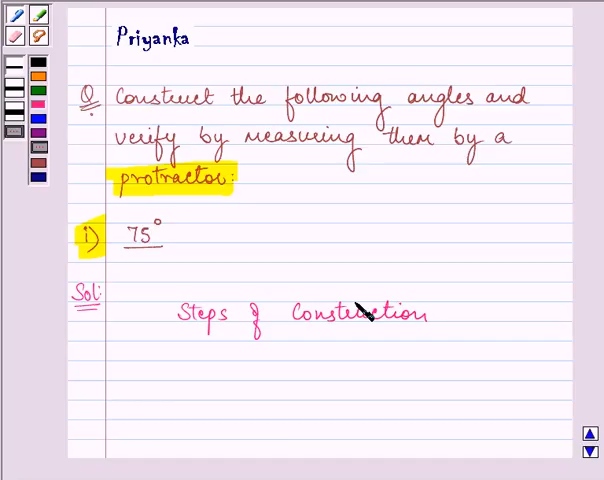 Priyanka
Q Construct the following angles and
verify by measuring them by a
protractor:
i) 75°
Sol:
Steps of Construction